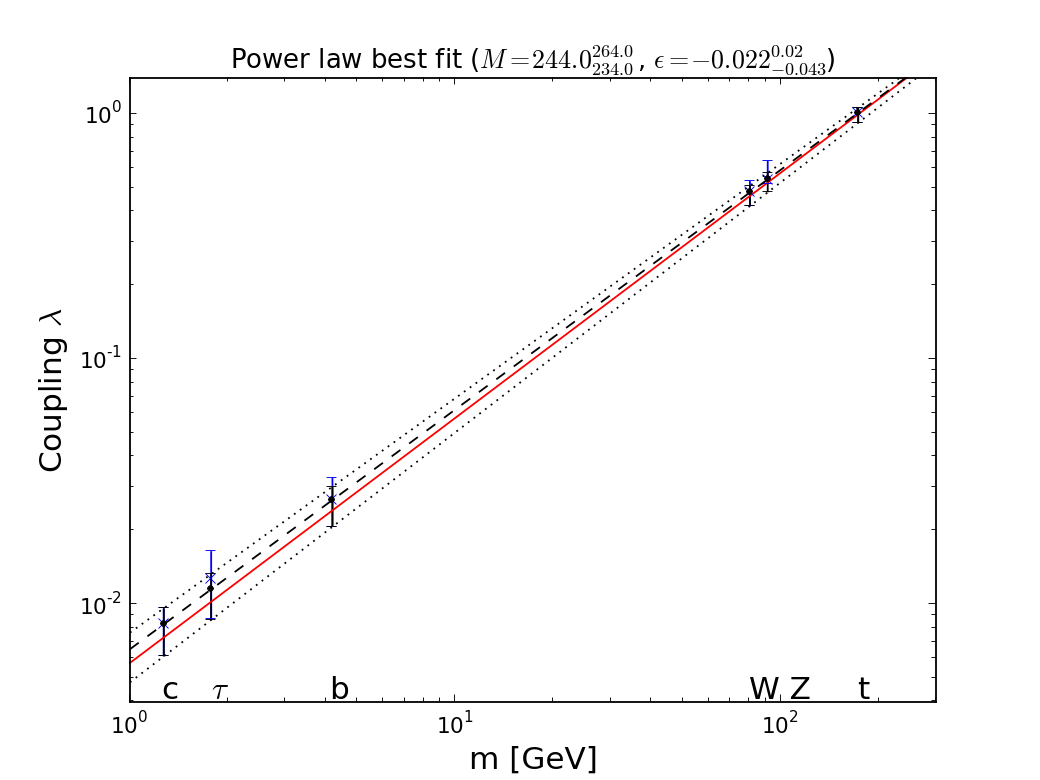 Power law best fit (M = 244.0^{264.0}_{234.0}, ϵ = −0.022^{0.02}_{−0.043})
10^0
10^{-1}
10^{-2}
Coupling λ
c τ b W Z t
10^0 10^1 10^2
m [GeV]